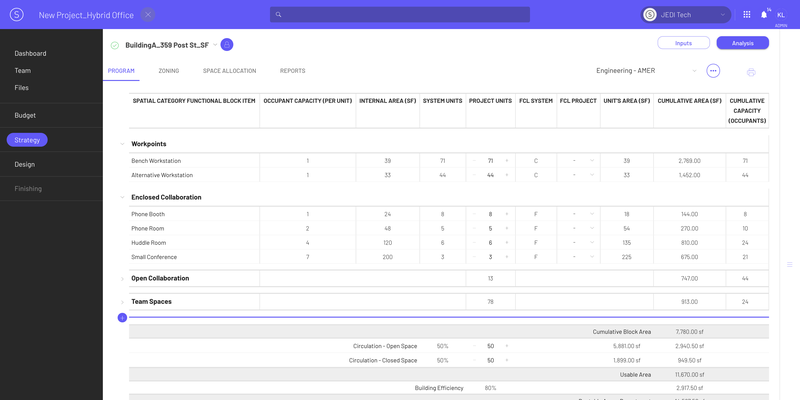 S New Project_Hybrid Office JEDI Tech 14 KL
ADMIN
Dashboard
Team
Files
Budget
Strategy
Design
Finishing
BuildingA_359 Post St_SF
Inputs Analysis
PROGRAM ZONING SPACE ALLOCATION REPORTS Engineering - AMER
SPATIAL CATEGORY FUNCTIONAL BLOCK ITEM OCCUPANT CAPACITY (PER UNIT) INTERNAL AREA (SF) SYSTEM UNITS PROJECT UNITS FCL SYSTEM FCL PROJECT UNIT'S AREA (SF) CUMULATIVE AREA (SF) CUMULATIVE CAPACITY (OCCUPANTS)
Workpoints
Bench Workstation 1 39 71 - 71 + C - 39 2,769.00 71
Alternative Workstation 1 33 44 - 44 + C - 33 1,452.00 44
Enclosed Collaboration
Phone Booth 1 24 8 - 8 + F - 18 144.00 8
Phone Room 2 48 5 - 5 + F - 54 270.00 10
Huddle Room 4 120 6 - 6 + F - 135 810.00 24
Small Conference 7 200 3 - 3 + F - 225 675.00 21
Open Collaboration 13 747.00 44
Team Spaces 78 913.00 24
Cumulative Block Area 7,780.00 sf
Circulation - Open Space 50% - 50 + 5,881.00 sf 2,940.50 sf
Circulation - Closed Space 50% - 50 + 1,899.00 sf 949.50 sf
Usable Area 11,670.00 sf
Building Efficiency 80% 2,917.50 sf